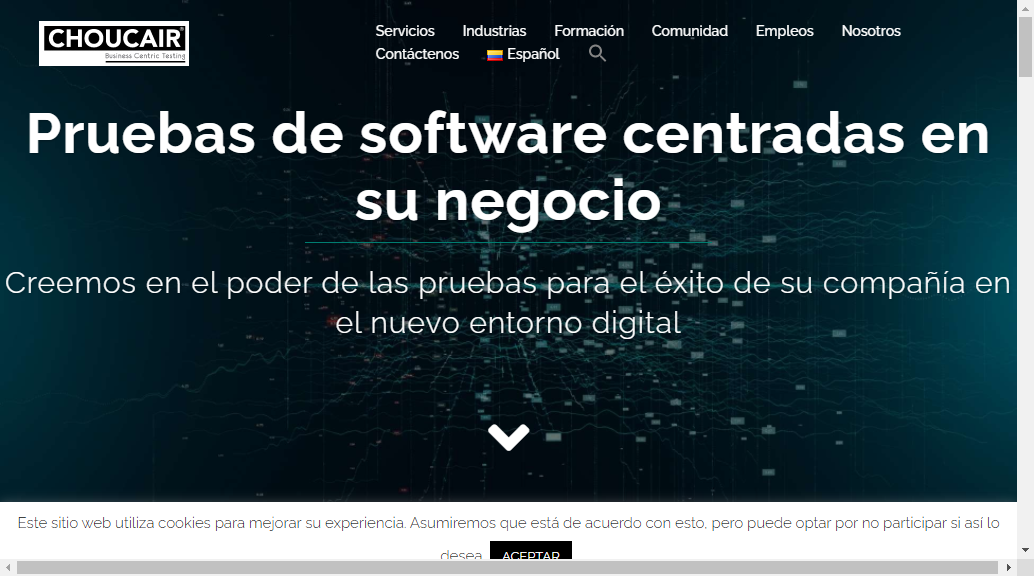 CHOUCAIR
Business Centric Testing
Servicios Industrias Formación Comunidad Empleos Nosotros
Contáctenos Español
Pruebas de software centradas en
su negocio
Creemos en el poder de las pruebas para el éxito de su compañía en
el nuevo entorno digital
Este sitio web utiliza cookies para mejorar su experiencia. Asumiremos que está de acuerdo con esto, pero puede optar por no participar si así lo
desea. ACEPTAR